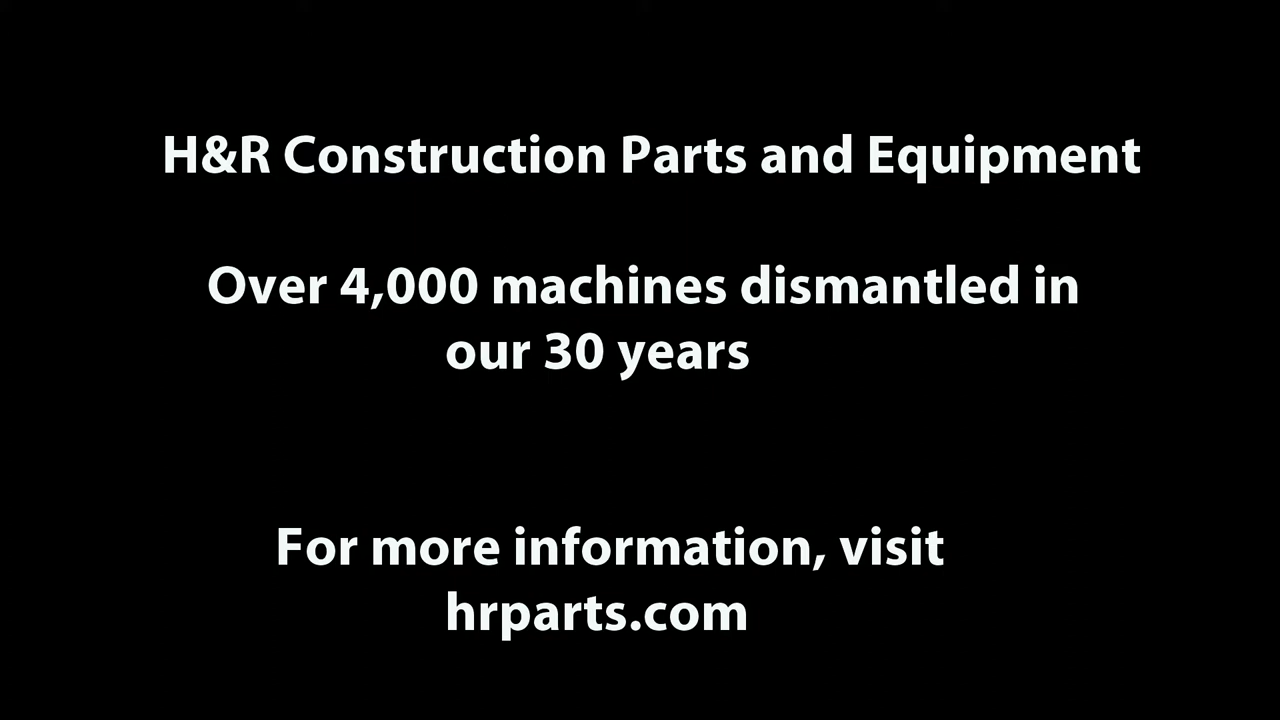 H&R Construction Parts and Equipment
Over 4,000 machines dismantled in
our 30 years
For more information, visit
hrparts.com